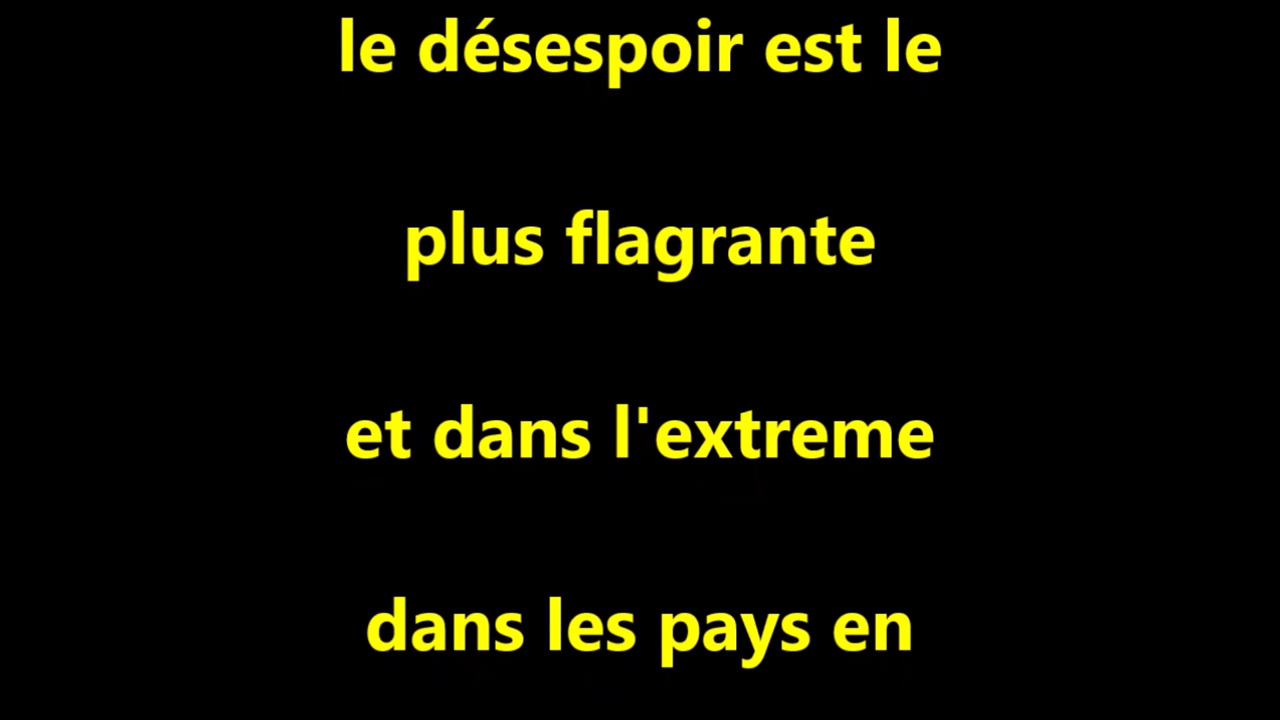 le désespoir est le
plus flagrante
et dans l'extreme
dans les pays en